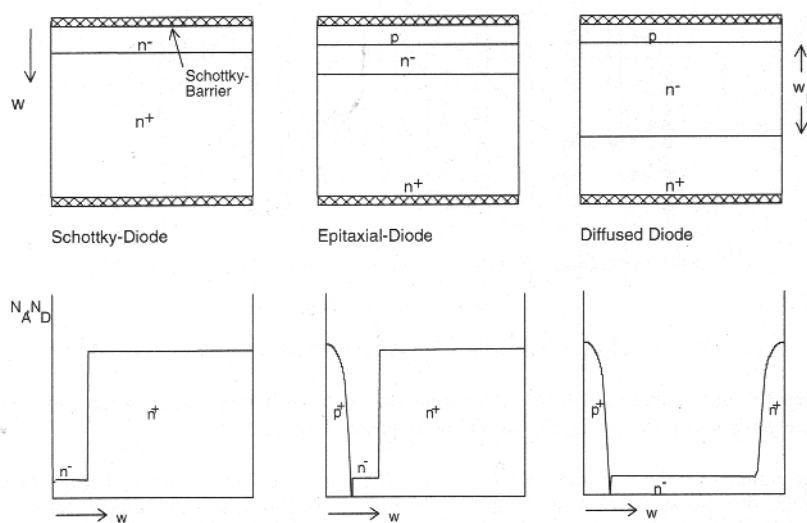 n-
Schottky-
Barrier
w
n+
Schottky-Diode
p
n-
n+
Epitaxial-Diode
p
n-
w
n+
Diffused Diode
N_A,N_D
n-
n+
w
p+
n-
n+
w
p+
n-
n+
w